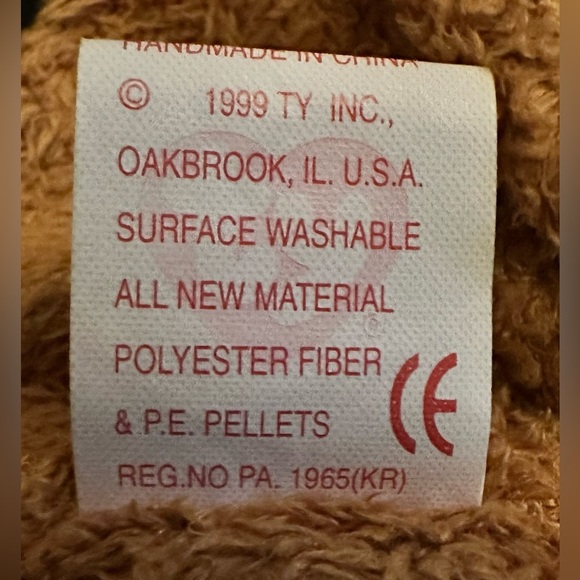 HANDMADE IN CHINA
© 1999 TY INC.,
OAKBROOK, IL. U.S.A.
SURFACE WASHABLE
ALL NEW MATERIAL
POLYESTER FIBER
& P.E. PELLETS
CE
REG.NO PA. 1965(KR)